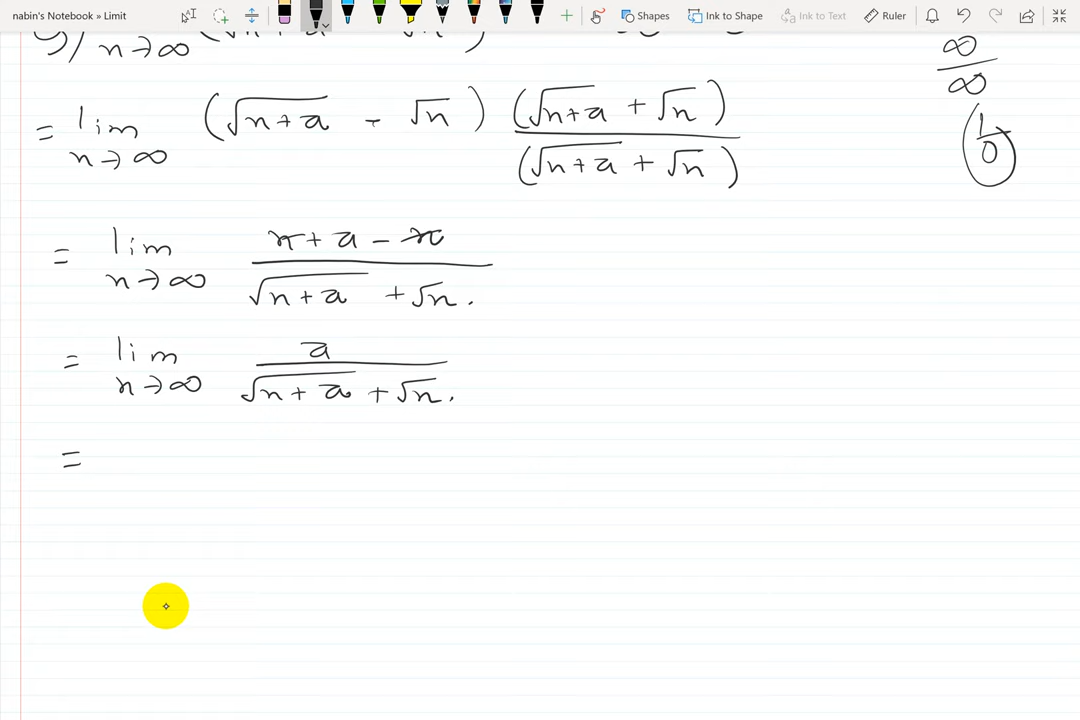 nabin's Notebook » Limit
Shapes
Ink to Shape
Ink to Text
Ruler
n→∞
∞/∞
= lim n→∞ (√(n+a) - √n) (√(n+a) + √n)/(√(n+a) + √n)
(1/0)
= lim n→∞ (n+a-n)/(√(n+a) + √n).
= lim n→∞ a/(√(n+a) + √n).
=